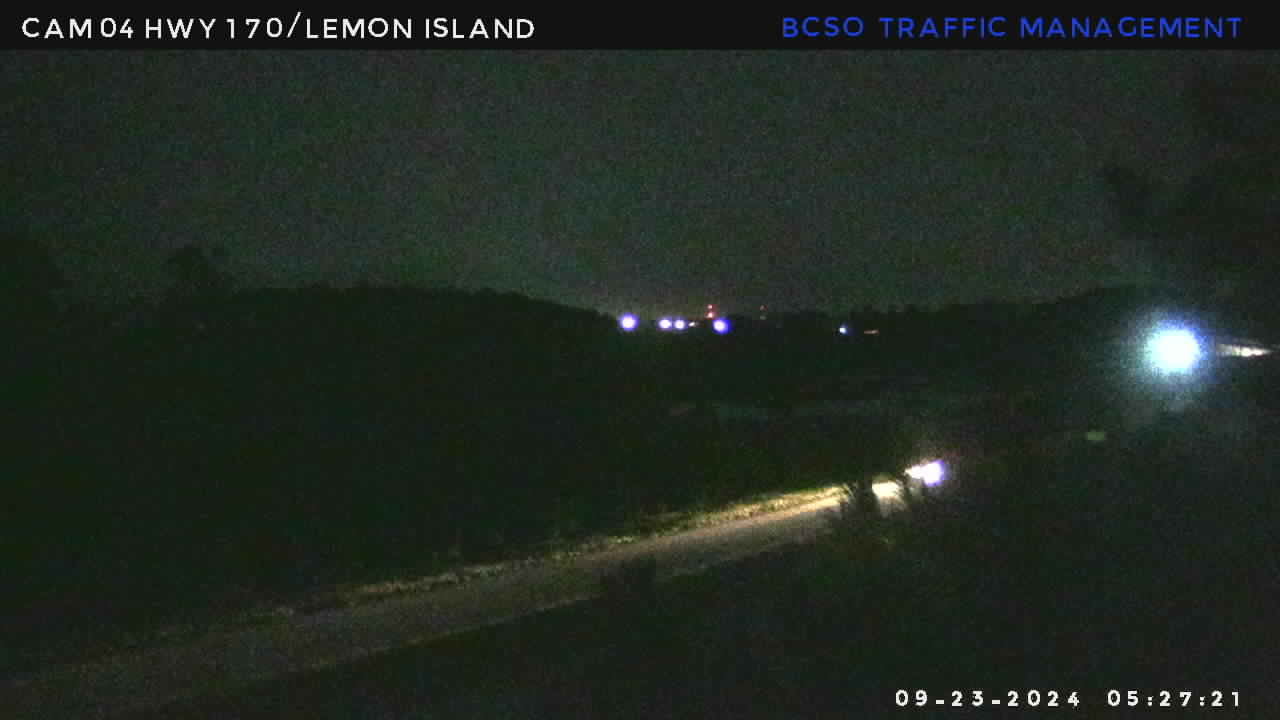 CAM04 HWY 170/LEMON ISLAND
BCSO TRAFFIC MANAGEMENT
09-23-2024 05:27:21